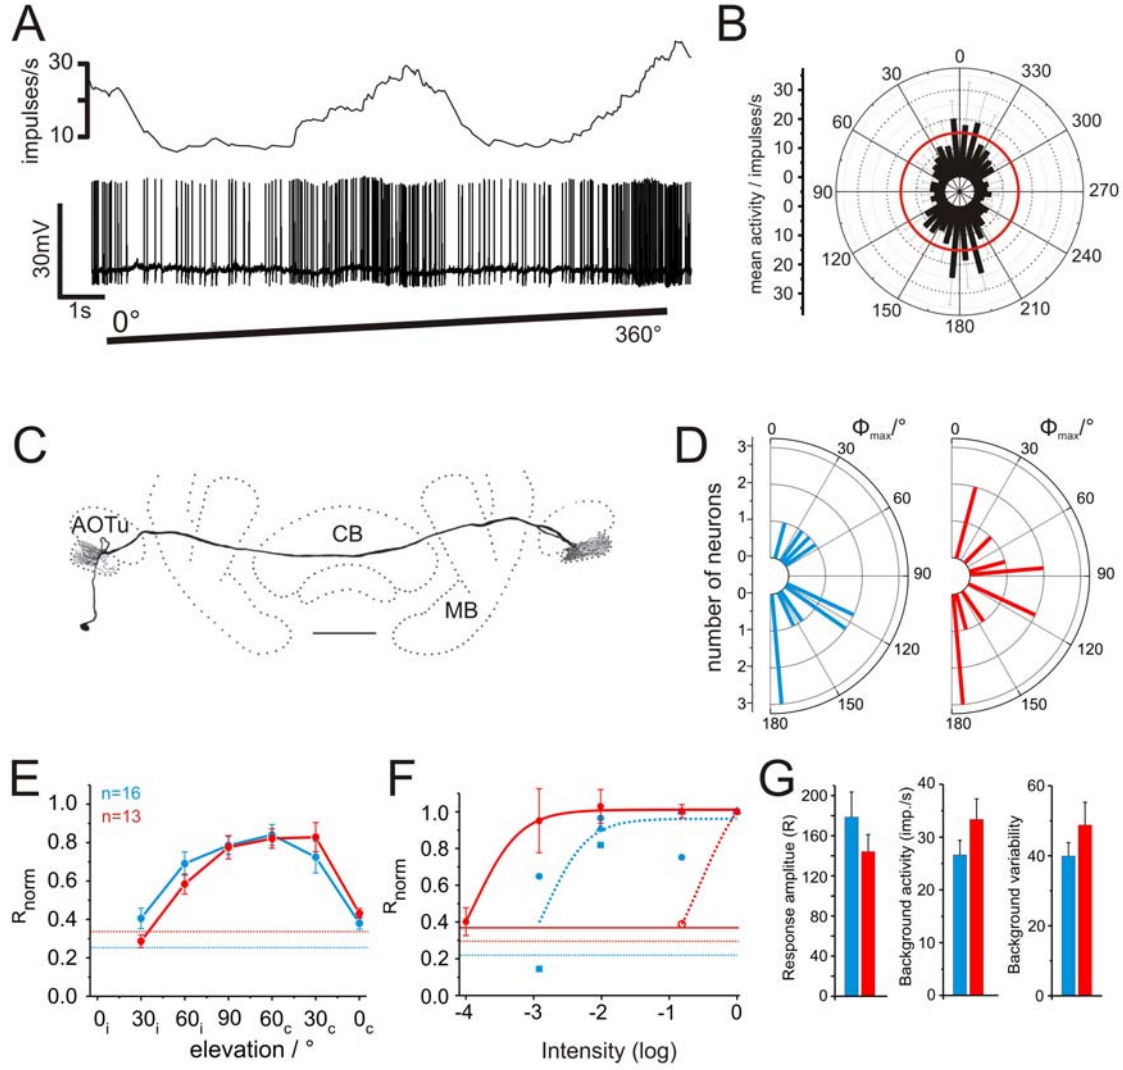 A
impulses/s
30
10
30mV
1s
0°
360°
B
mean activity / impulses/s
30
20
10
0
0
10
20
30
0
330
300
270
240
210
180
150
120
90
60
30
C
AOTu
CB
MB
D
number of neurons
3
2
1
0
0
1
2
3
Φmax/°
0
30
60
90
120
150
180
Φmax/°
0
30
60
90
120
150
180
E
n=16
n=13
Rnorm
1.0
0.8
0.6
0.4
0.2
0.0
0i 30i 60i 90 60c 30c 0c
elevation / °
F
Rnorm
1.0
0.8
0.6
0.4
0.2
0.0
-4 -3 -2 -1 0
Intensity (log)
G
Response amplitue (R)
200
160
120
80
40
0
Background activity (imp./s)
40
30
20
10
0
Background variability
60
40
20
0